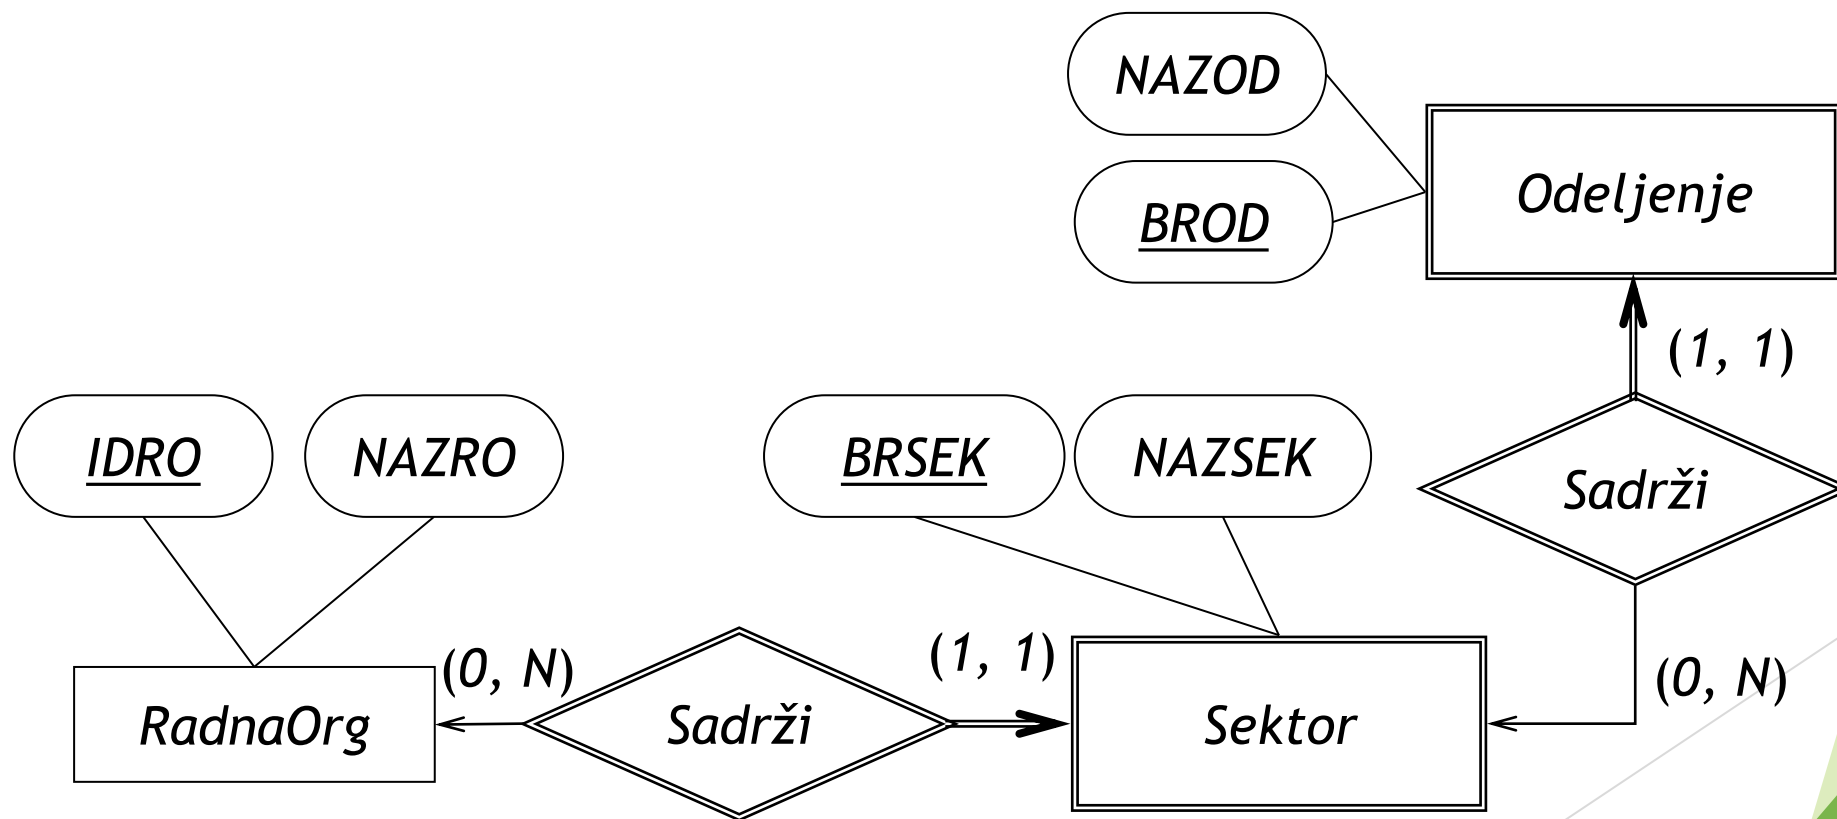 NAZOD
Odeljenje
BROD
(1, 1)
IDRO
NAZRO
BRSEK
NAZSEK
Sadrži
(0, N)
(1, 1)
(0, N)
RadnaOrg
Sadrži
Sektor